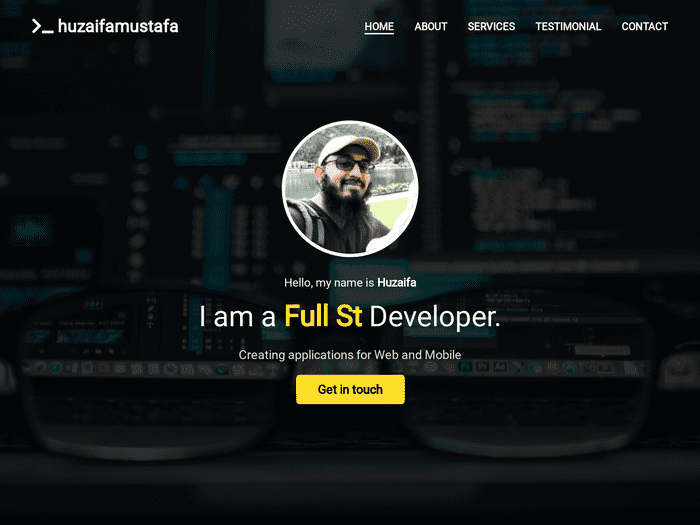 >_ huzaifamustafa
HOME ABOUT SERVICES TESTIMONIAL CONTACT
Hello, my name is Huzaifa
I am a Full St Developer.
Creating applications for Web and Mobile
Get in touch